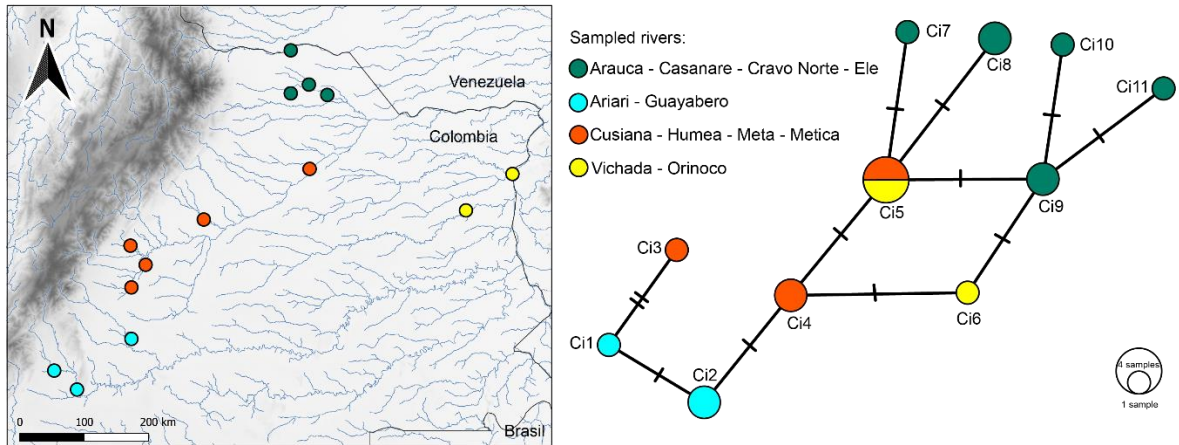 N
Venezuela
Colombia
Brasil
0 100 200 km
Sampled rivers:
Arauca - Casanare - Cravo Norte - Ele
Ariari - Guayabero
Cusiana - Humea - Meta - Metica
Vichada - Orinoco
Ci7
Ci8
Ci10
Ci11
Ci5
Ci9
Ci3
Ci4
Ci6
Ci1
Ci2
4 samples
1 sample